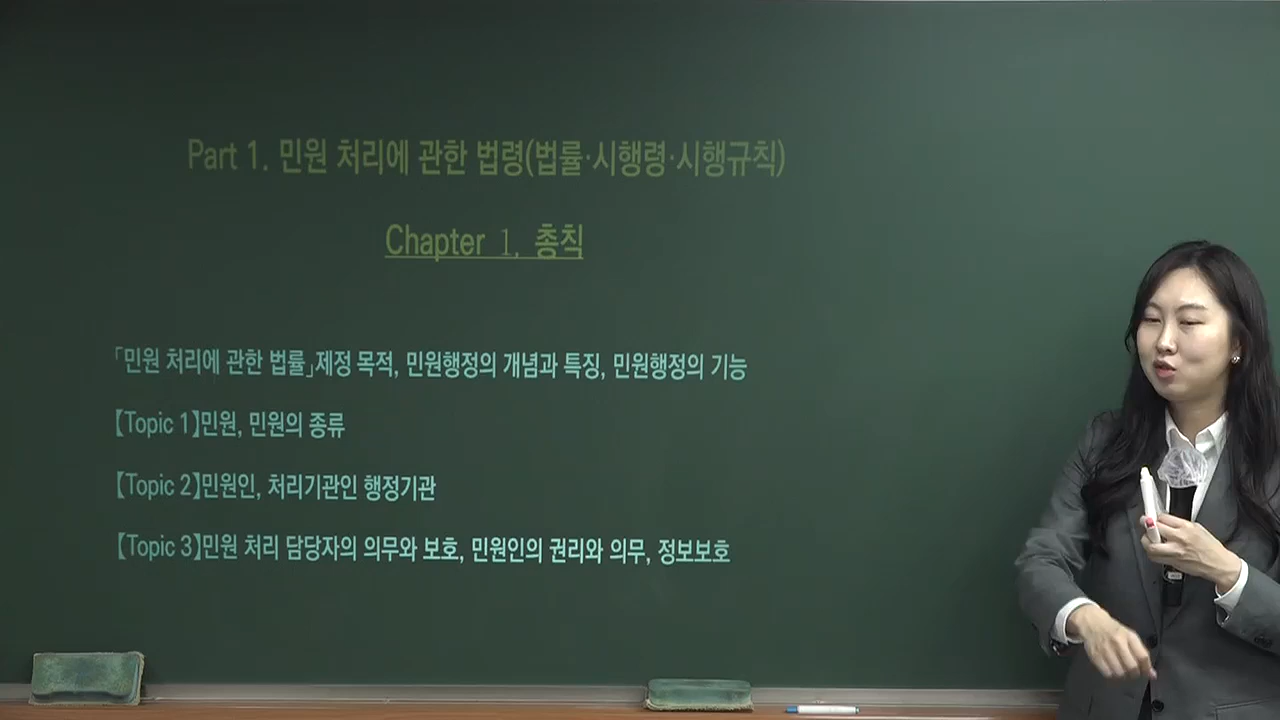 Part 1. 민원 처리에 관한 법령(법률·시행령·시행규칙)
Chapter 1. 총칙
「민원 처리에 관한 법률」제정 목적, 민원행정의 개념과 특징, 민원행정의 기능
【Topic 1】민원, 민원의 종류
【Topic 2】민원인, 처리기관인 행정기관
【Topic 3】민원 처리 담당자의 의무와 보호, 민원인의 권리와 의무, 정보보호